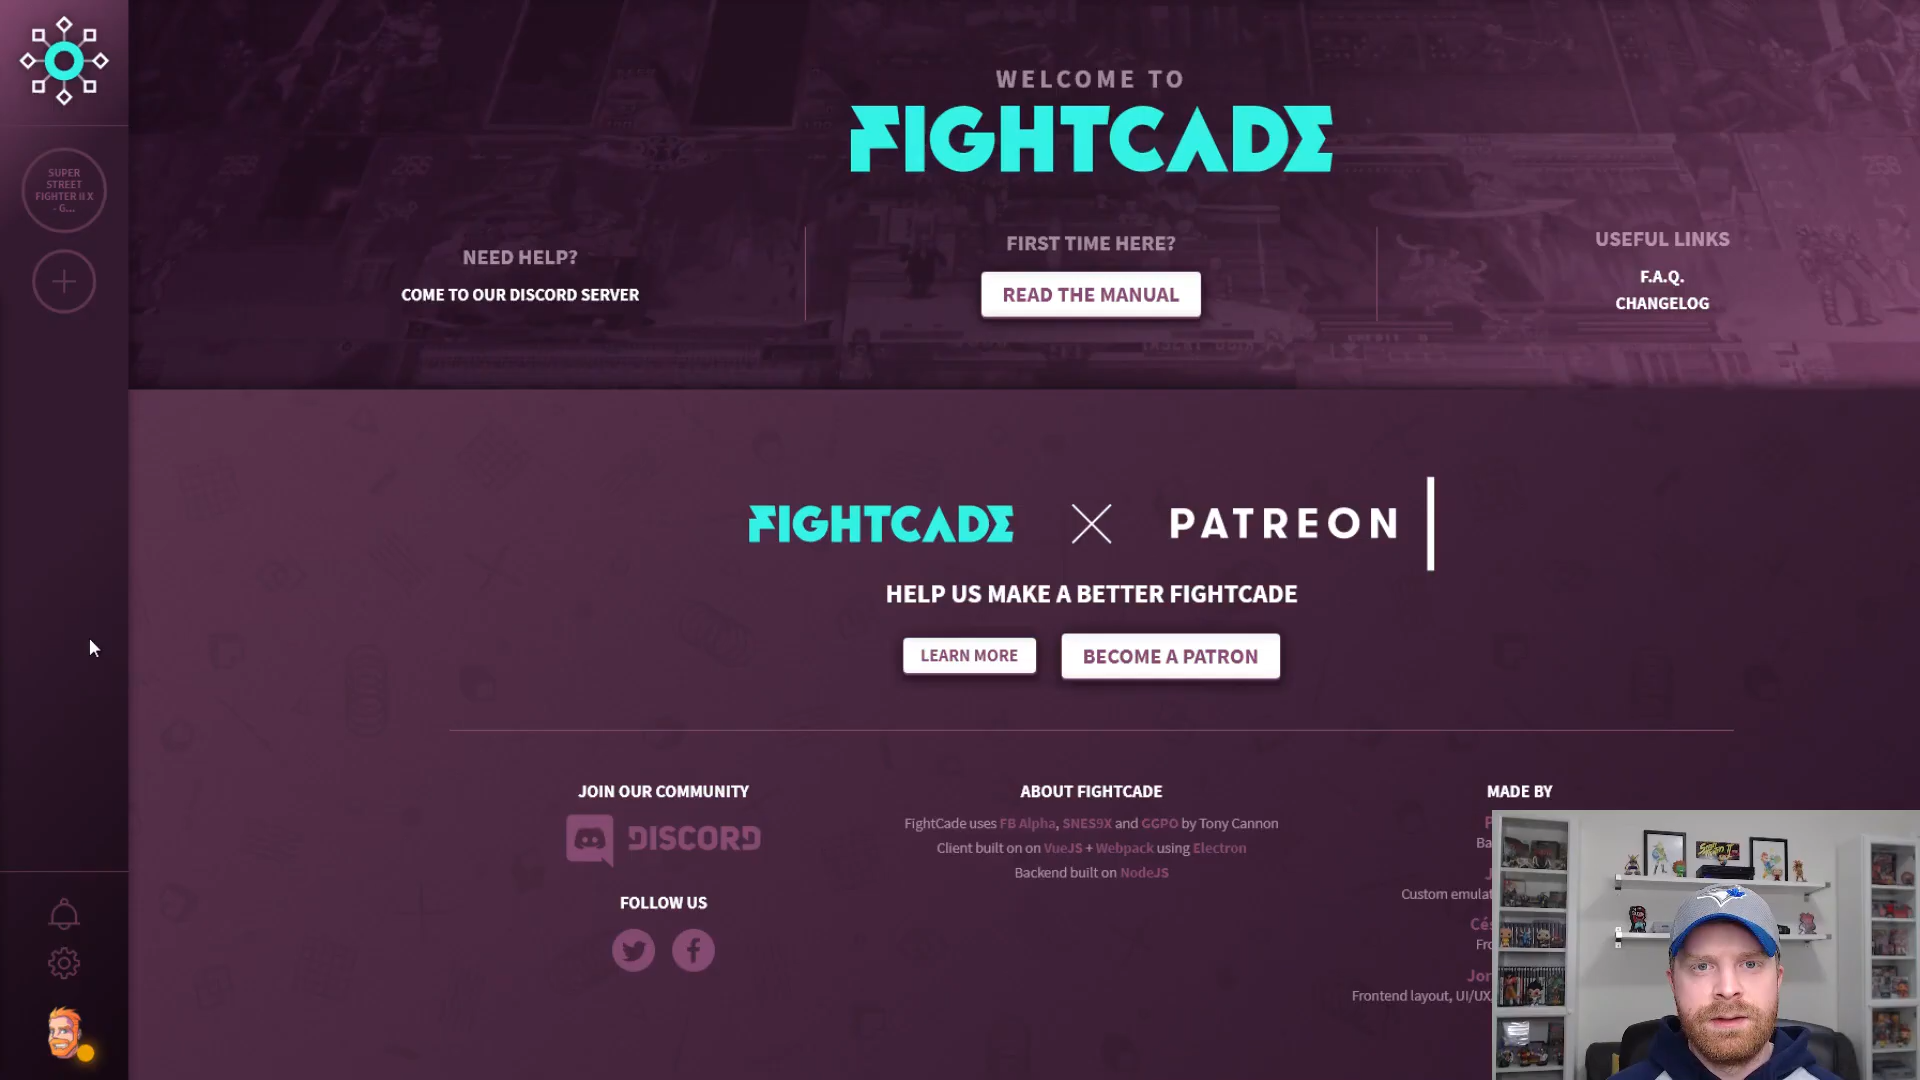 SUPER
STREET
FIGHTER II X
- G...
WELCOME TO
FIGHTCADE
NEED HELP?
COME TO OUR DISCORD SERVER
FIRST TIME HERE?
READ THE MANUAL
USEFUL LINKS
F.A.Q.
CHANGELOG
FIGHTCADE
PATREON
HELP US MAKE A BETTER FIGHTCADE
LEARN MORE
BECOME A PATRON
JOIN OUR COMMUNITY
DISCORD
FOLLOW US
ABOUT FIGHTCADE
FightCade uses FB Alpha, SNES9X and GGPO by Tony Cannon
Client built on on VueJS + Webpack using Electron
Backend built on NodeJS
MADE BY
Custom emulat
Frontend layout, UI/UX,